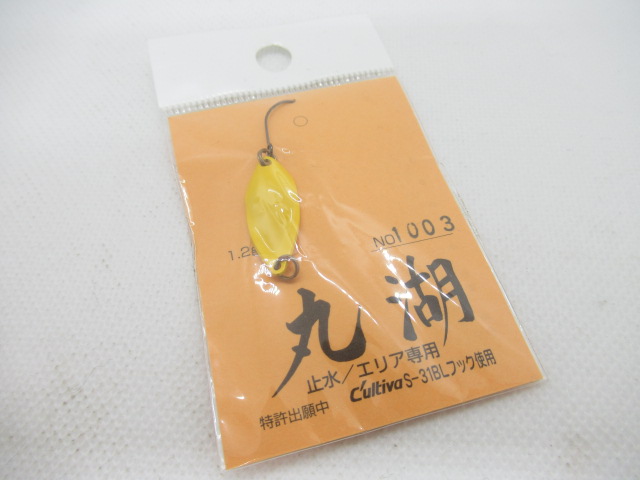 1.2
NO1003
丸湖
止水/エリア専用
C'ultiva S-31BLフック使用
特許出願中